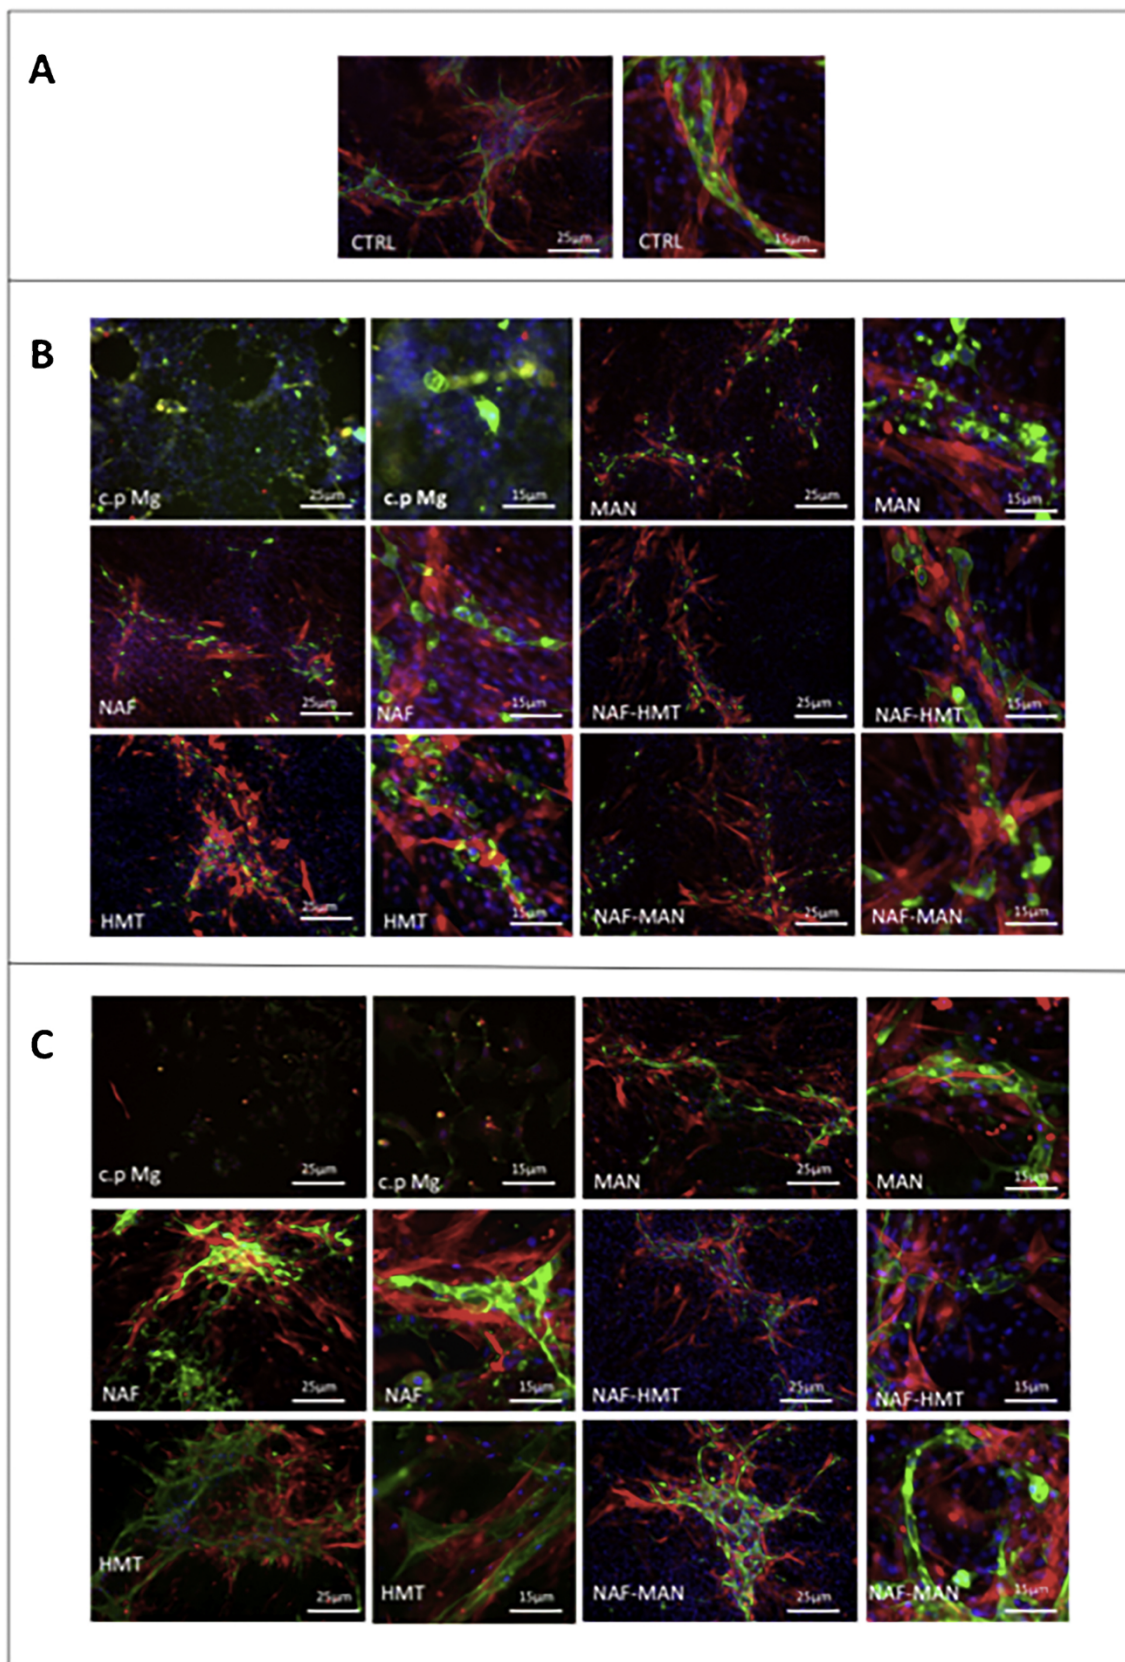 A
CTRL 25µm CTRL 15µm
B
c.p Mg 25µm c.p Mg 15µm MAN 25µm MAN 15µm
NAF 25µm NAF 15µm NAF-HMT 25µm NAF-HMT 15µm
HMT 25µm HMT 15µm NAF-MAN 25µm NAF-MAN 15µm
C
c.p Mg 25µm c.p Mg 15µm MAN 25µm MAN 15µm
NAF 25µm NAF 15µm NAF-HMT 25µm NAF-HMT 15µm
HMT 25µm HMT 15µm NAF-MAN 25µm NAF-MAN 15µm